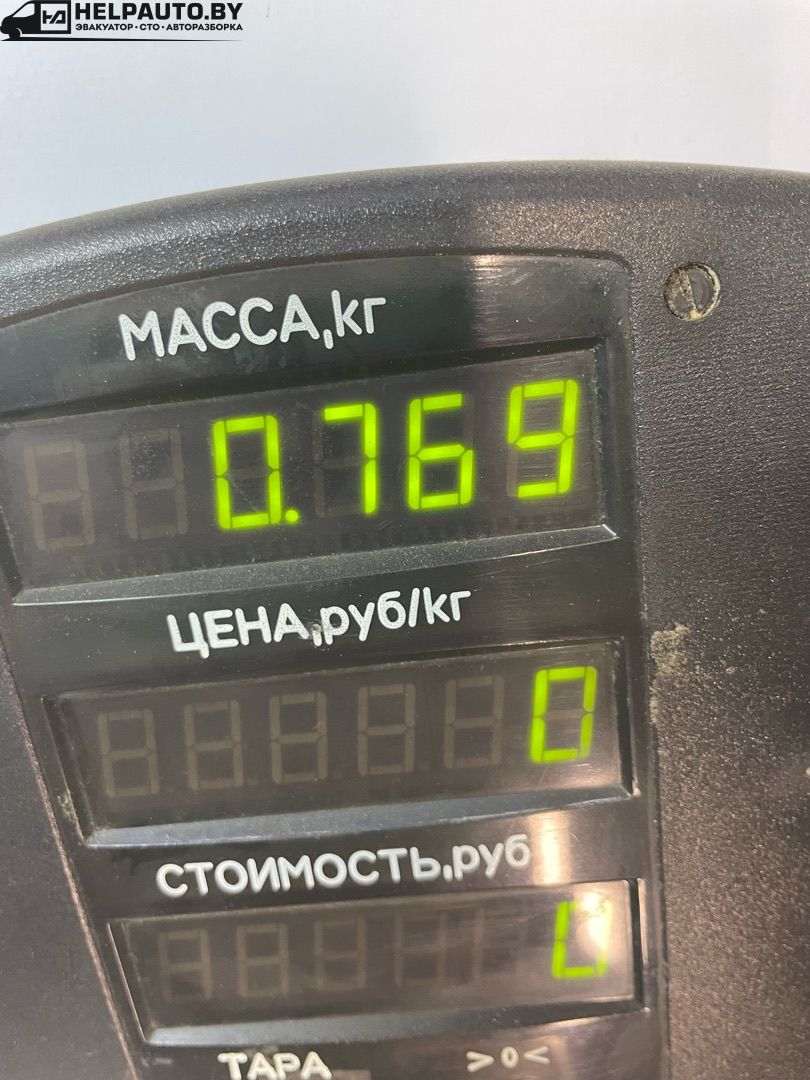 HELPAUTO.BY
ЭВАКУАТОР•СТО•АВТОРАЗБОРКА
МАССА,кг
0.769
ЦЕНА,руб/кг
0
СТОИМОСТЬ,руб
0
ТАРА >0<